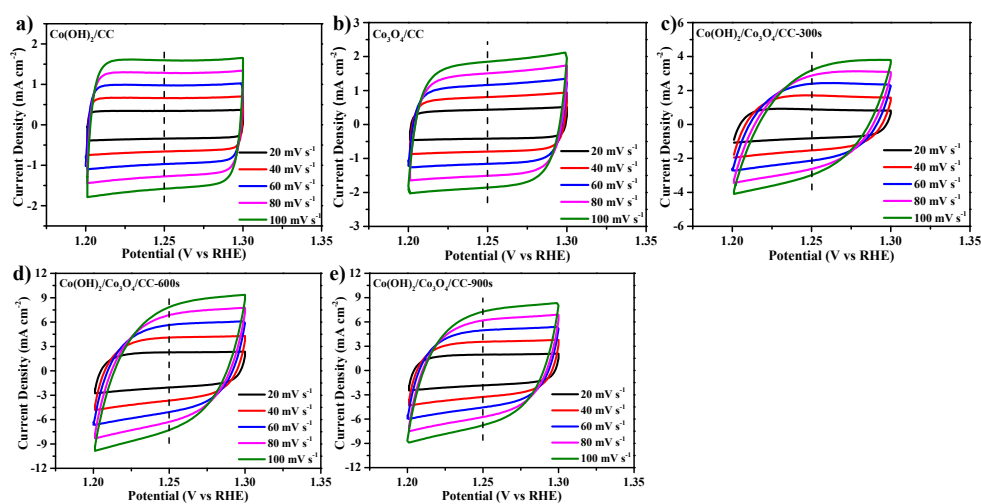 a)
Co(OH)₂/CC
Current Density (mA cm⁻²)
2
1
0
-1
-2
1.20 1.25 1.30 1.35
Potential (V vs RHE)
20 mV s⁻¹
40 mV s⁻¹
60 mV s⁻¹
80 mV s⁻¹
100 mV s⁻¹
b)
Co₃O₄/CC
Current Density (mA cm⁻²)
3
2
1
0
-1
-2
-3
1.20 1.25 1.30 1.35
Potential (V vs RHE)
20 mV s⁻¹
40 mV s⁻¹
60 mV s⁻¹
80 mV s⁻¹
100 mV s⁻¹
c)
Co(OH)₂/Co₃O₄/CC-300s
Current Density (mA cm⁻²)
6
4
2
0
-2
-4
-6
1.20 1.25 1.30 1.35
Potential (V vs RHE)
20 mV s⁻¹
40 mV s⁻¹
60 mV s⁻¹
80 mV s⁻¹
100 mV s⁻¹
d)
Co(OH)₂/Co₃O₄/CC-600s
Current Density (mA cm⁻²)
12
9
6
3
0
-3
-6
-9
-12
1.20 1.25 1.30 1.35
Potential (V vs RHE)
20 mV s⁻¹
40 mV s⁻¹
60 mV s⁻¹
80 mV s⁻¹
100 mV s⁻¹
e)
Co(OH)₂/Co₃O₄/CC-900s
Current Density (mA cm⁻²)
12
9
6
3
0
-3
-6
-9
-12
1.20 1.25 1.30 1.35
Potential (V vs RHE)
20 mV s⁻¹
40 mV s⁻¹
60 mV s⁻¹
80 mV s⁻¹
100 mV s⁻¹